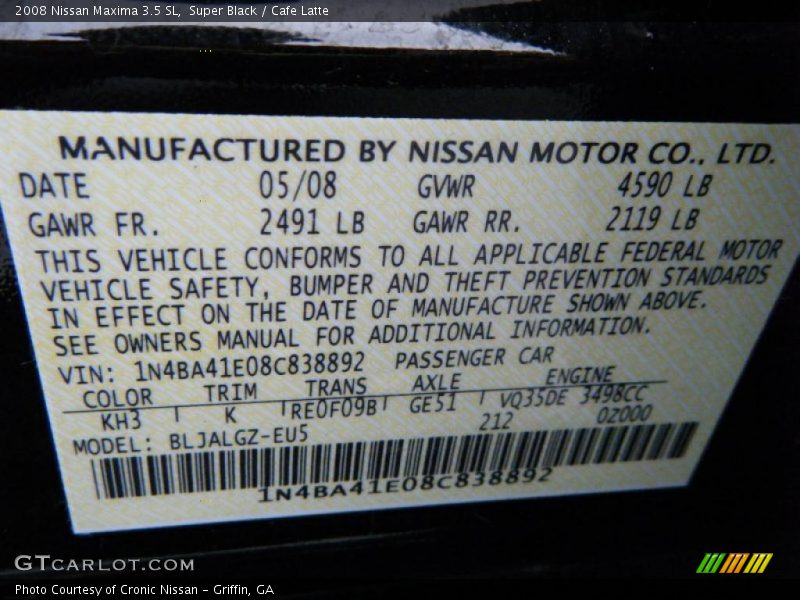 2008 Nissan Maxima 3.5 SL, Super Black / Cafe Latte
MANUFACTURED BY NISSAN MOTOR CO., LTD.
DATE 05/08 GVWR 4590 LB
GAWR FR. 2491 LB GAWR RR. 2119 LB
THIS VEHICLE CONFORMS TO ALL APPLICABLE FEDERAL MOTOR
VEHICLE SAFETY, BUMPER AND THEFT PREVENTION STANDARDS
IN EFFECT ON THE DATE OF MANUFACTURE SHOWN ABOVE.
SEE OWNERS MANUAL FOR ADDITIONAL INFORMATION.
VIN: 1N4BA41E08C838892 PASSENGER CAR
COLOR TRIM TRANS AXLE ENGINE
KH3 K RE0F09B GE51 VQ35DE 3498CC
212 0Z000
MODEL: BLJALGZ-EU5
1N4BA41E08C838892
GTCARLOT.COM
Photo Courtesy of Cronic Nissan - Griffin, GA